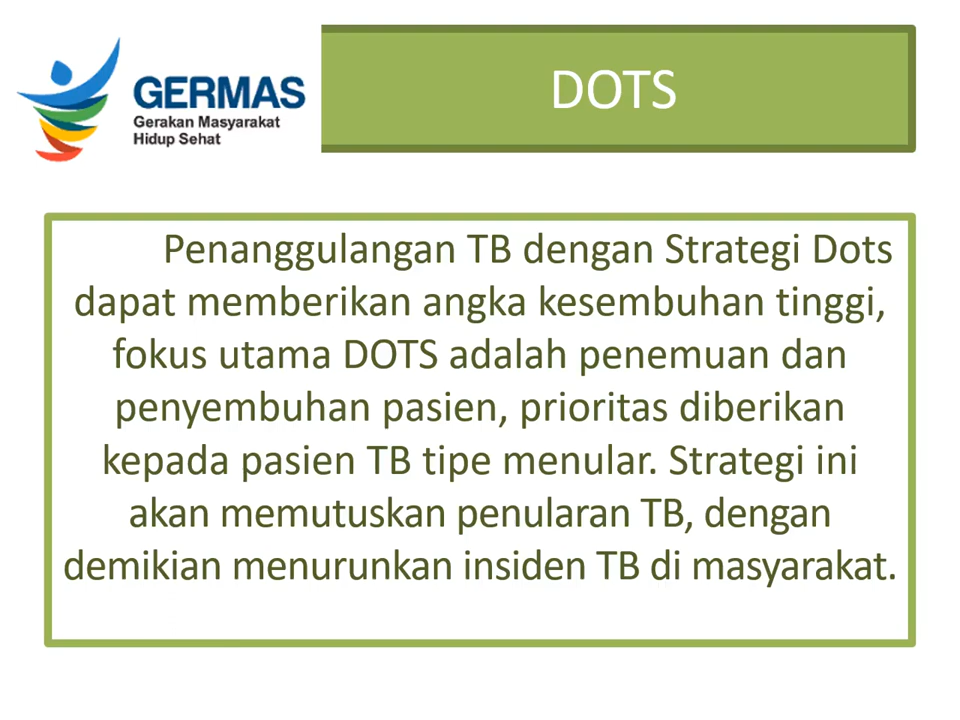 GERMAS
Gerakan Masyarakat
Hidup Sehat
DOTS
Penanggulangan TB dengan Strategi Dots
dapat memberikan angka kesembuhan tinggi,
fokus utama DOTS adalah penemuan dan
penyembuhan pasien, prioritas diberikan
kepada pasien TB tipe menular. Strategi ini
akan memutuskan penularan TB, dengan
demikian menurunkan insiden TB di masyarakat.